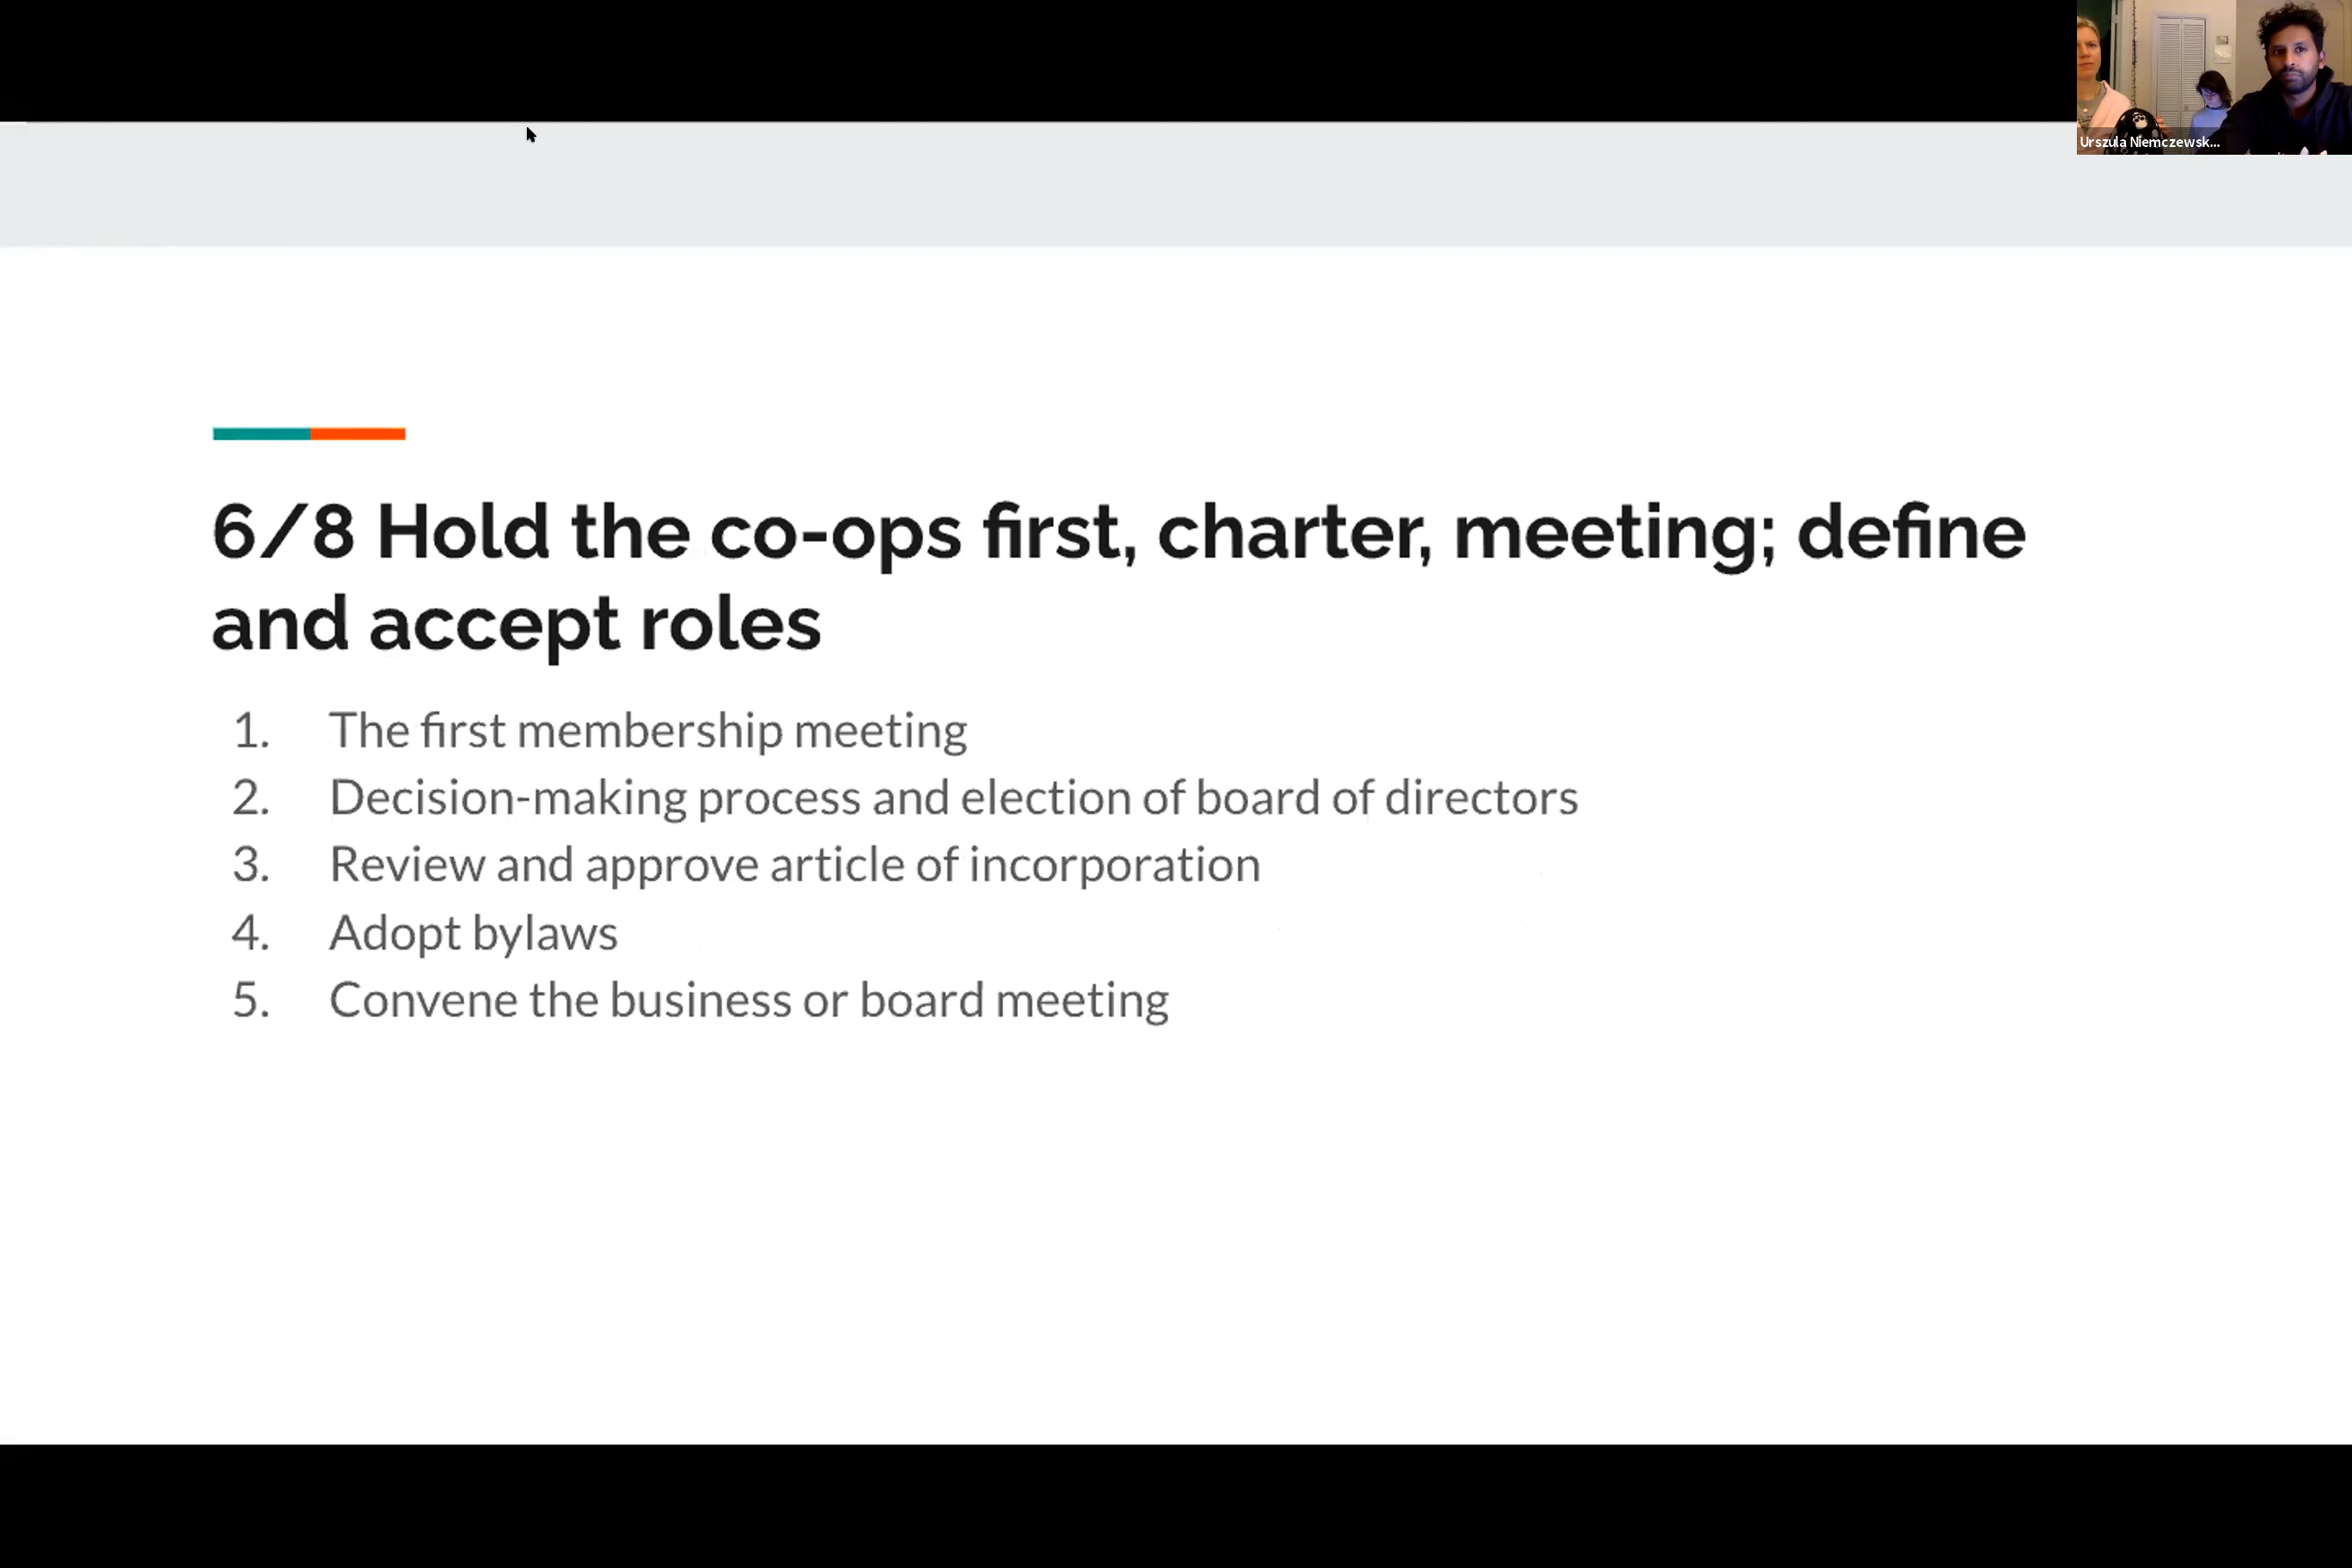 Urszula Niemczewsk...
6/8 Hold the co-ops first, charter, meeting; define
and accept roles
1. The first membership meeting
2. Decision-making process and election of board of directors
3. Review and approve article of incorporation
4. Adopt bylaws
5. Convene the business or board meeting